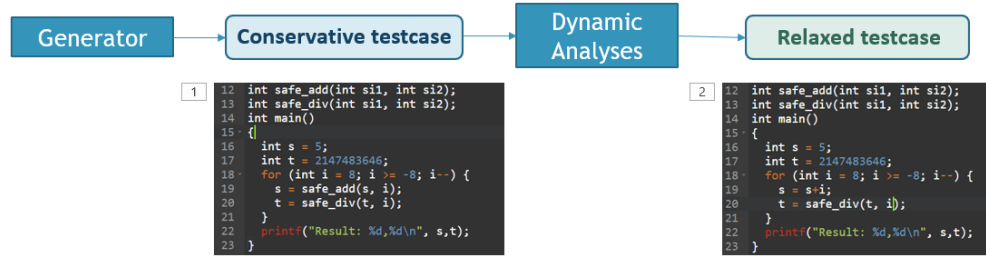 Generator
Conservative testcase
Dynamic
Analyses
Relaxed testcase
1
12 int safe_add(int si1, int si2);
13 int safe_div(int si1, int si2);
14 int main()
15 {
16 int s = 5;
17 int t = 2147483646;
18 for (int i = 8; i >= -8; i--) {
19 s = safe_add(s, i);
20 t = safe_div(t, i);
21 }
22 printf("Result: %d,%d\n", s,t);
23 }
2
12 int safe_add(int si1, int si2);
13 int safe_div(int si1, int si2);
14 int main()
15 {
16 int s = 5;
17 int t = 2147483646;
18 for (int i = 8; i >= -8; i--) {
19 s = s+i;
20 t = safe_div(t, i);
21 }
22 printf("Result: %d,%d\n", s,t);
23 }